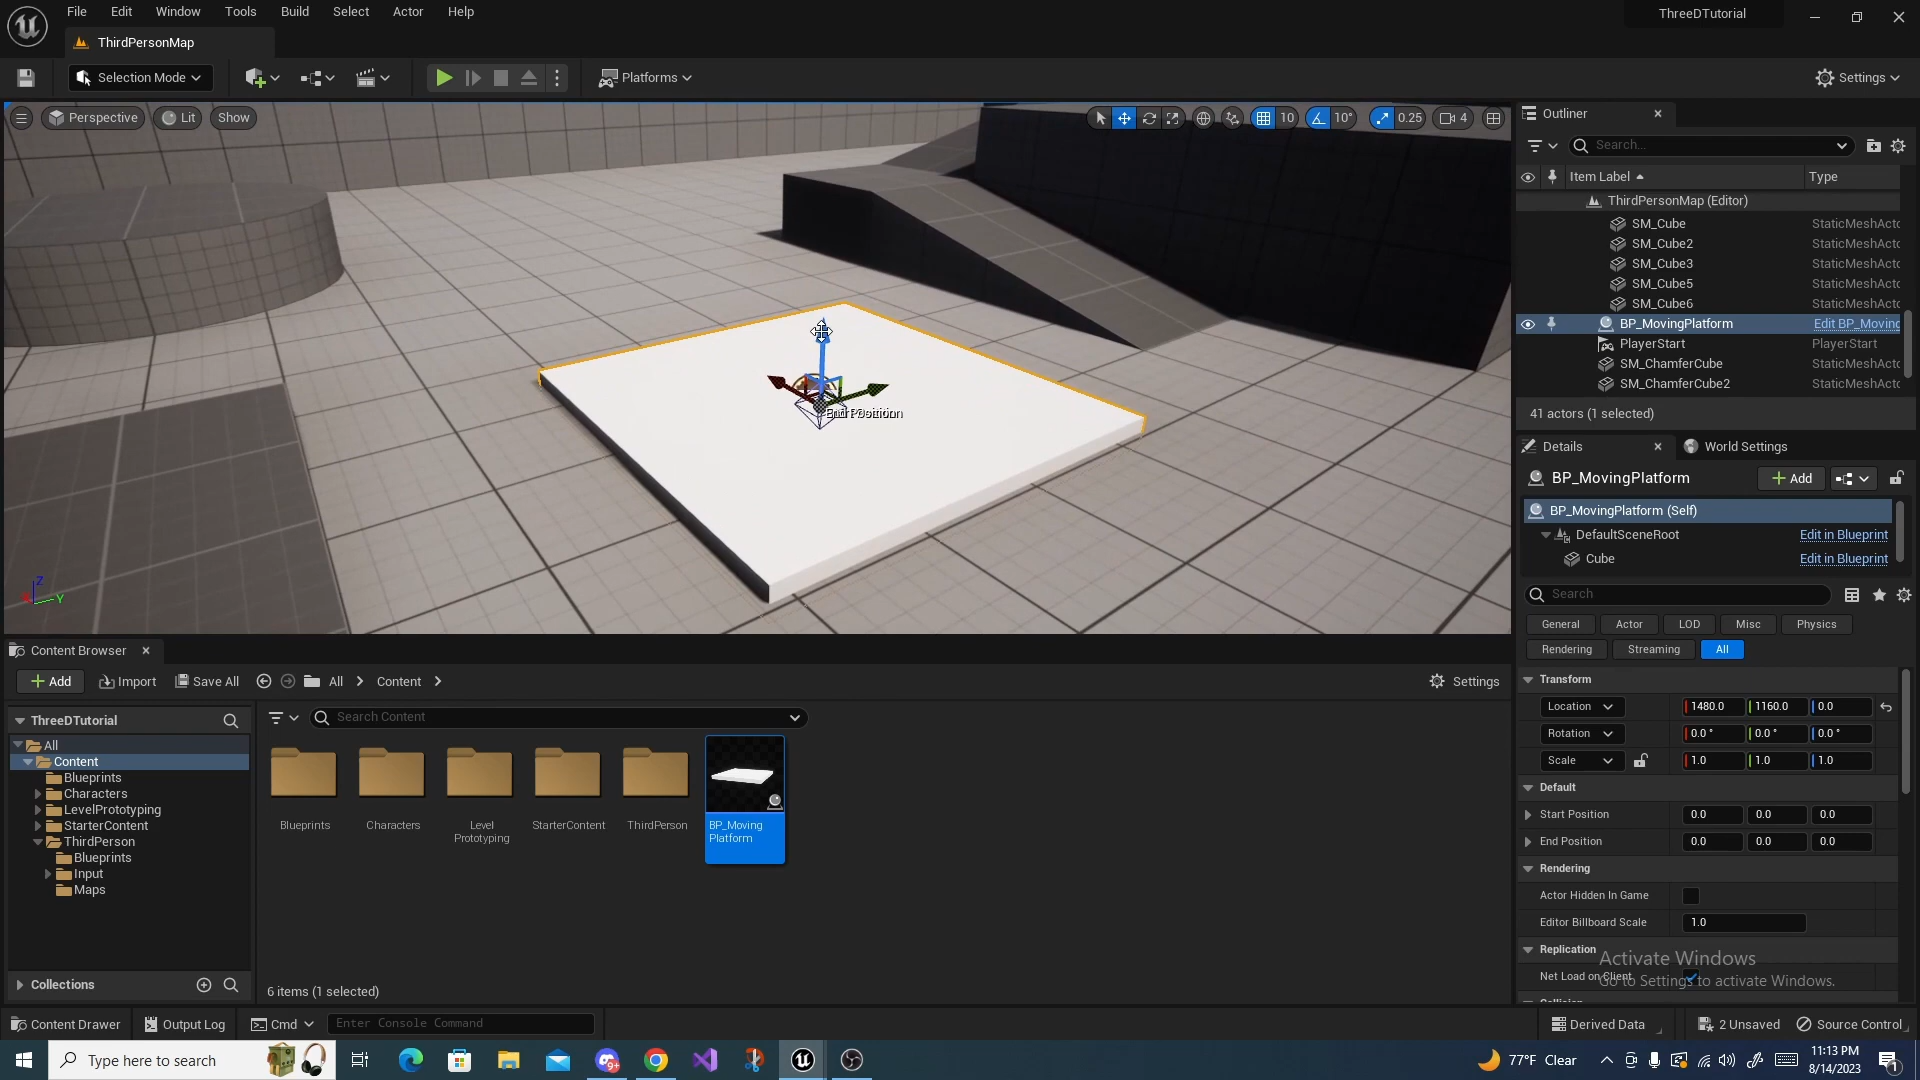 File Edit Window Tools Build Select Actor Help
ThreeDTutorial
ThirdPersonMap
Selection Mode
Platforms
Settings
Perspective Lit Show
10 10° 0.25 4
Outliner
Search...
Item Label Type
ThirdPersonMap (Editor)
SM_Cube StaticMeshActo
SM_Cube2 StaticMeshActo
SM_Cube3 StaticMeshActo
SM_Cube5 StaticMeshActo
SM_Cube6 StaticMeshActo
BP_MovingPlatform Edit BP_Moving
PlayerStart PlayerStart
SM_ChamferCube StaticMeshActo
SM_ChamferCube2 StaticMeshActo
41 actors (1 selected)
Position
Z
Y
Details World Settings
BP_MovingPlatform Add
BP_MovingPlatform (Self)
DefaultSceneRoot Edit in Blueprint
Cube Edit in Blueprint
Search
General Actor LOD Misc Physics
Rendering Streaming All
Transform
Location 1480.0 1160.0 0.0
Rotation 0.0° 0.0° 0.0°
Scale 1.0 1.0 1.0
Default
Start Position 0.0 0.0 0.0
End Position 0.0 0.0 0.0
Rendering
Actor Hidden In Game
Editor Billboard Scale 1.0
Replication
Net Load on Client
Collision
Activate Windows
Go to Settings to activate Windows.
Content Browser
Add Import Save All All Content Settings
ThreeDTutorial
Search Content
All
Content
Blueprints
Characters
LevelPrototyping
StarterContent
ThirdPerson
Blueprints
Input
Maps
Collections
Blueprints
Characters
Level
Prototyping
StarterContent
ThirdPerson
BP_Moving
Platform
6 items (1 selected)
Content Drawer Output Log Cmd Enter Console Command Derived Data 2 Unsaved Source Control
Type here to search
9+
77°F Clear
11:13 PM
8/14/2023
1